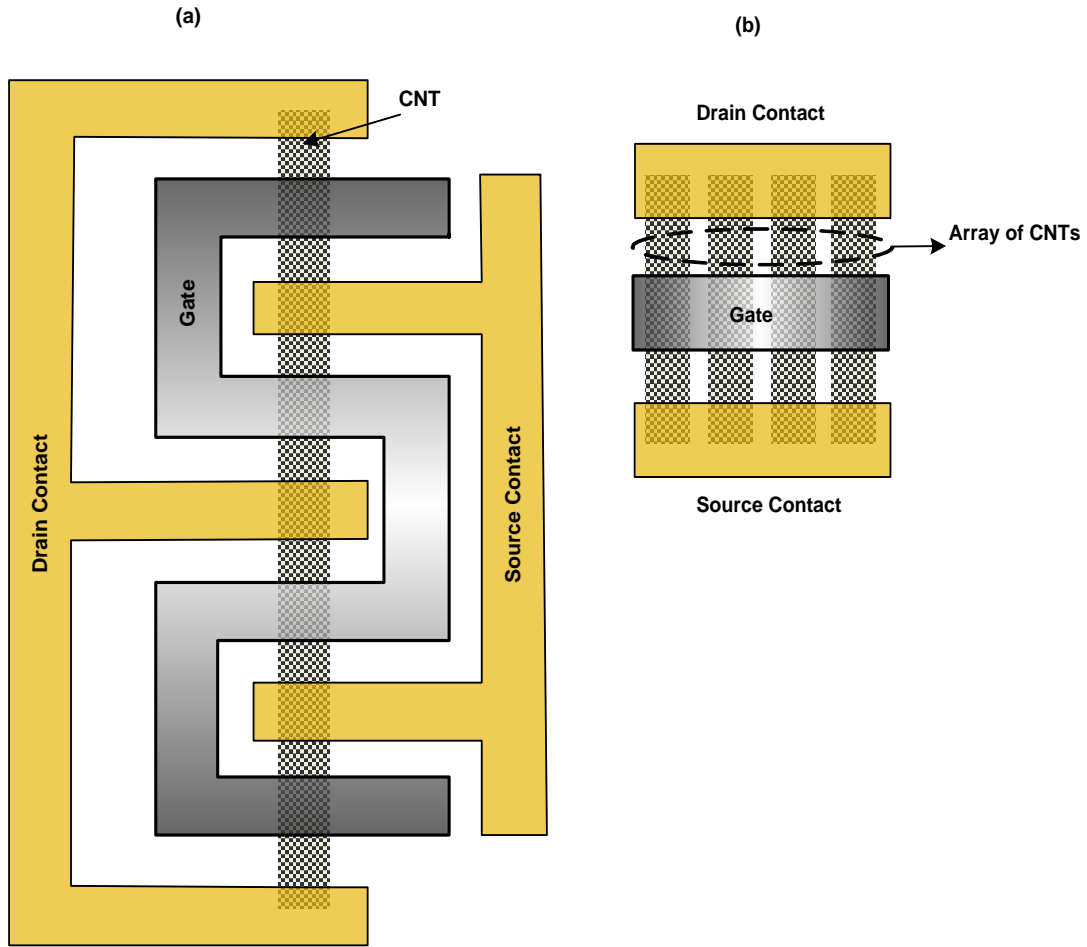 (a)
CNT
Gate
Drain Contact
Source Contact
(b)
Drain Contact
Array of CNTs
Gate
Source Contact